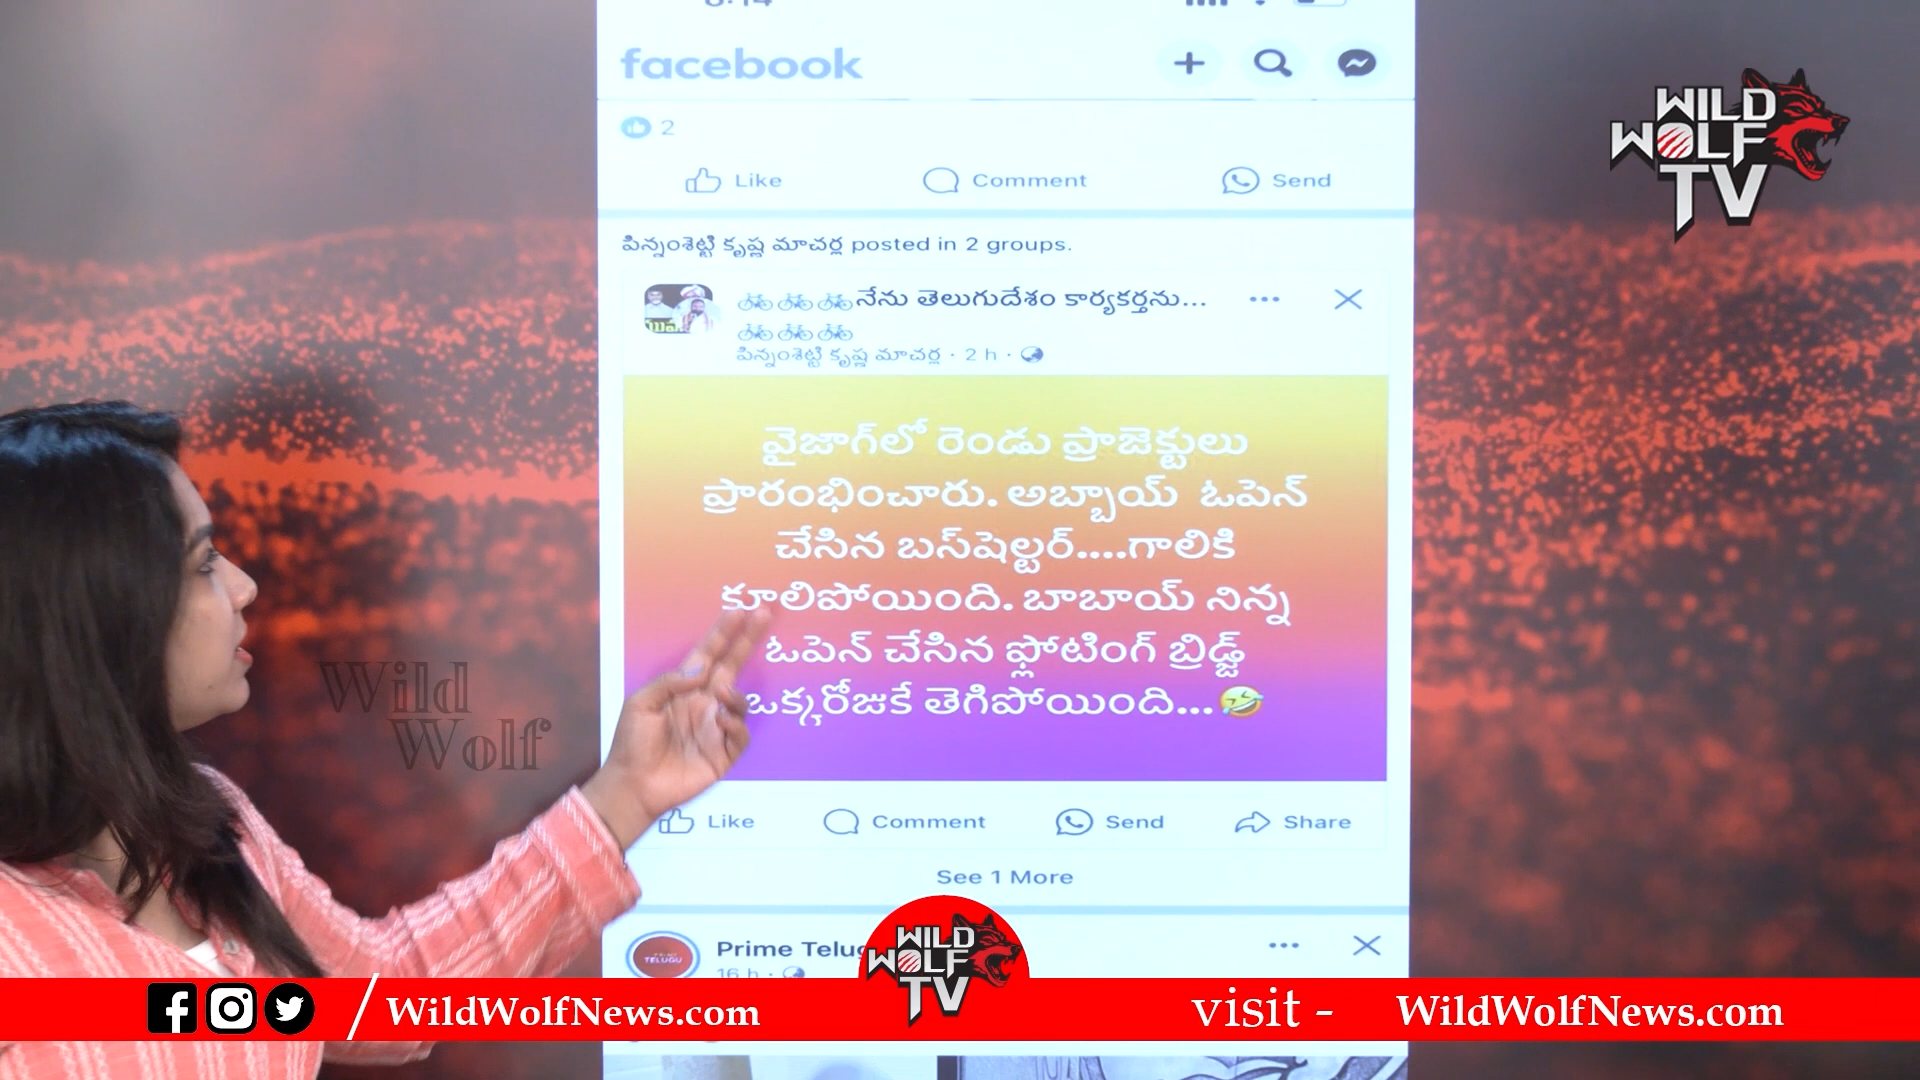 facebook
2
Like Comment Send
పిన్నంశెట్టి కృష్ణ మాచర్ల posted in 2 groups.
నేను తెలుగుదేశం కార్యకర్తను...
పిన్నంశెట్టి కృష్ణ మాచర్ల · 2 h ·
వైజాగ్‌లో రెండు ప్రాజెక్టులు
ప్రారంభించారు. అబ్బాయ్ ఓపెన్
చేసిన బస్‌షెల్టర్....గాలికి
కూలిపోయింది. బాబాయ్ నిన్న
ఓపెన్ చేసిన ఫ్లోటింగ్ బ్రిడ్జ్
ఒక్కరోజుకే తెగిపోయింది...🤣
Like Comment Send Share
See 1 More
Prime
TELUGU
16 h ·
WILD
WOLF
TV
Wild
Wolf
WILD
WOLF
TV
WildWolfNews.com
visit - WildWolfNews.com